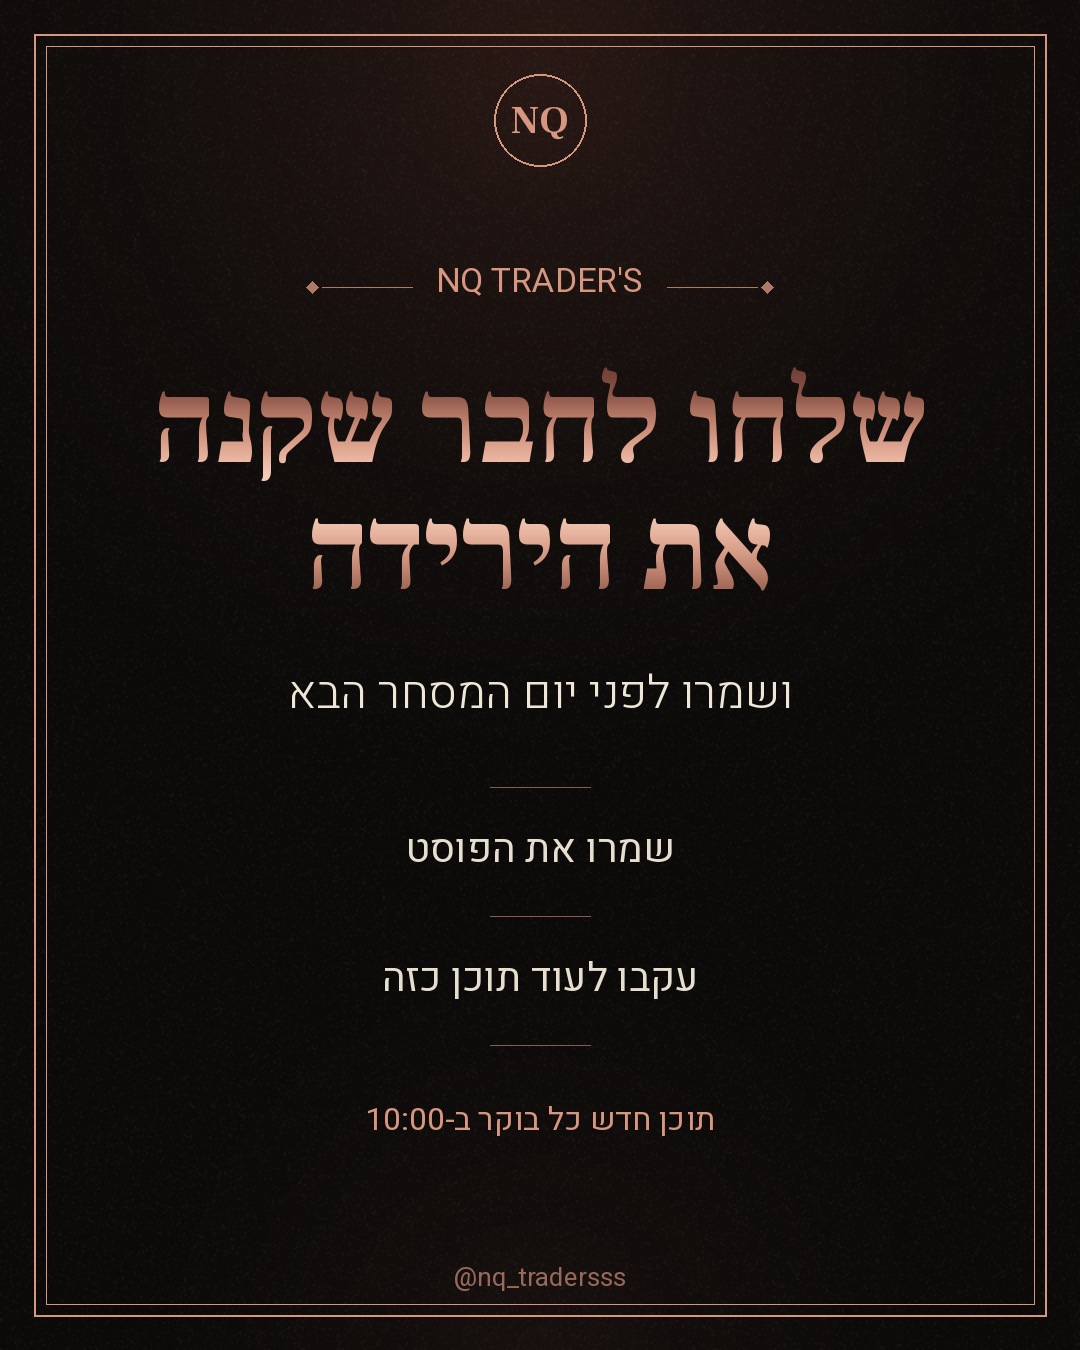 NQ
NQ TRADER'S
שלחו לחבר שקנה
את הירידה
ושמרו לפני יום המסחר הבא
שמרו את הפוסט
עקבו לעוד תוכן כזה
תוכן חדש כל בוקר ב-10:00
@nq_tradersss